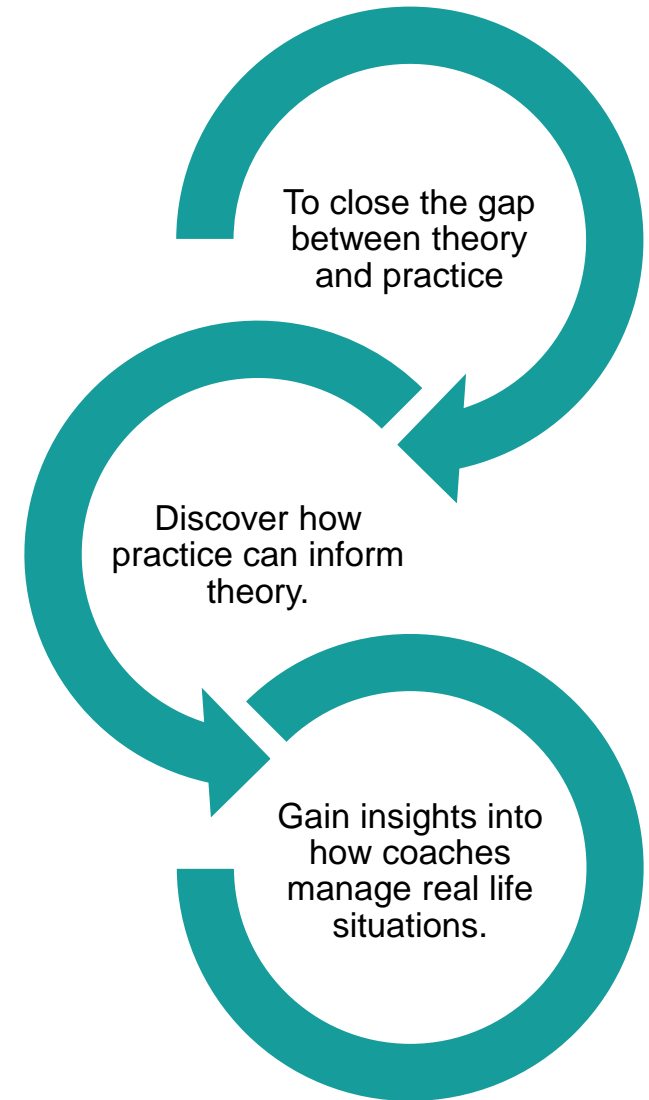 To close the gap
between theory
and practice
Discover how
practice can inform
theory.
Gain insights into
how coaches
manage real life
situations.